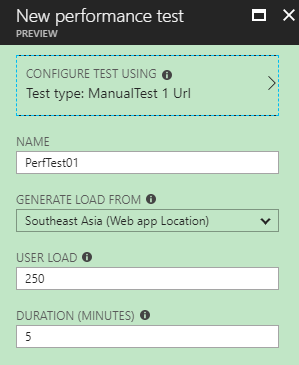 New performance test
PREVIEW
CONFIGURE TEST USING
Test type: ManualTest 1 Url
NAME
PerfTest01
GENERATE LOAD FROM
Southeast Asia (Web app Location)
USER LOAD
250
DURATION (MINUTES)
5